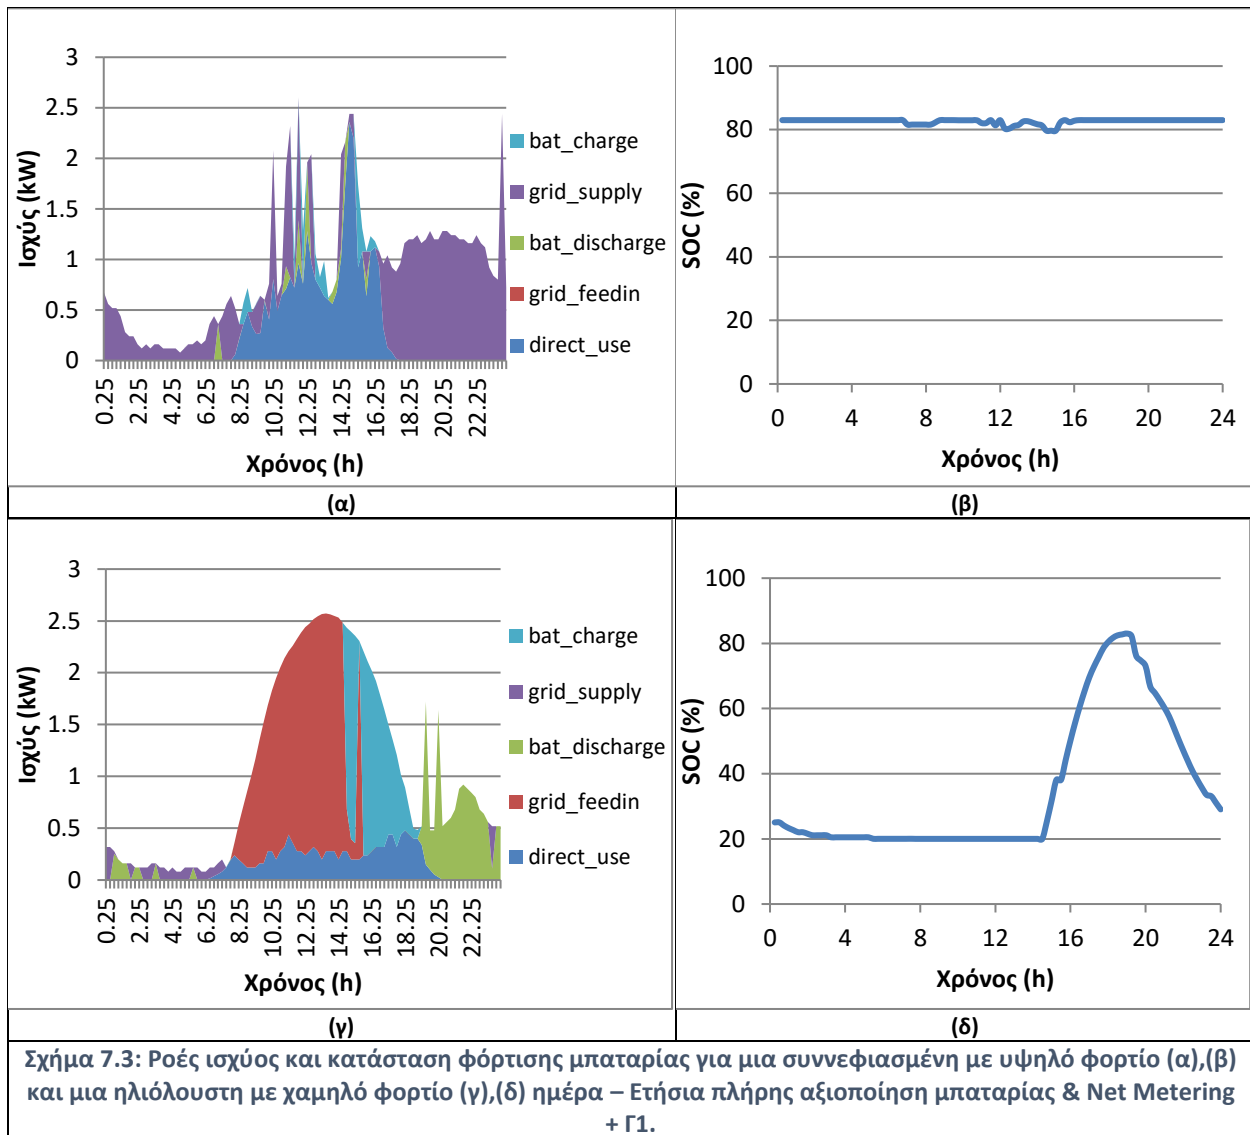 3
2.5
2
1.5
1
0.5
0
Ισχύς (kW)
0.25
2.25
4.25
6.25
8.25
10.25
12.25
14.25
16.25
18.25
20.25
22.25
Χρόνος (h)
bat_charge
grid_supply
bat_discharge
grid_feedin
direct_use
(α)
100
80
60
40
20
0
SOC (%)
0 4 8 12 16 20 24
Χρόνος (h)
(β)
3
2.5
2
1.5
1
0.5
0
Ισχύς (kW)
0.25
2.25
4.25
6.25
8.25
10.25
12.25
14.25
16.25
18.25
20.25
22.25
Χρόνος (h)
bat_charge
grid_supply
bat_discharge
grid_feedin
direct_use
(γ)
100
80
60
40
20
0
SOC (%)
0 4 8 12 16 20 24
Χρόνος (h)
(δ)
Σχήμα 7.3: Ροές ισχύος και κατάσταση φόρτισης μπαταρίας για μια συννεφιασμένη με υψηλό φορτίο (α),(β)
και μια ηλιόλουστη με χαμηλό φορτίο (γ),(δ) ημέρα – Ετήσια πλήρης αξιοποίηση μπαταρίας & Net Metering
+ Γ1.